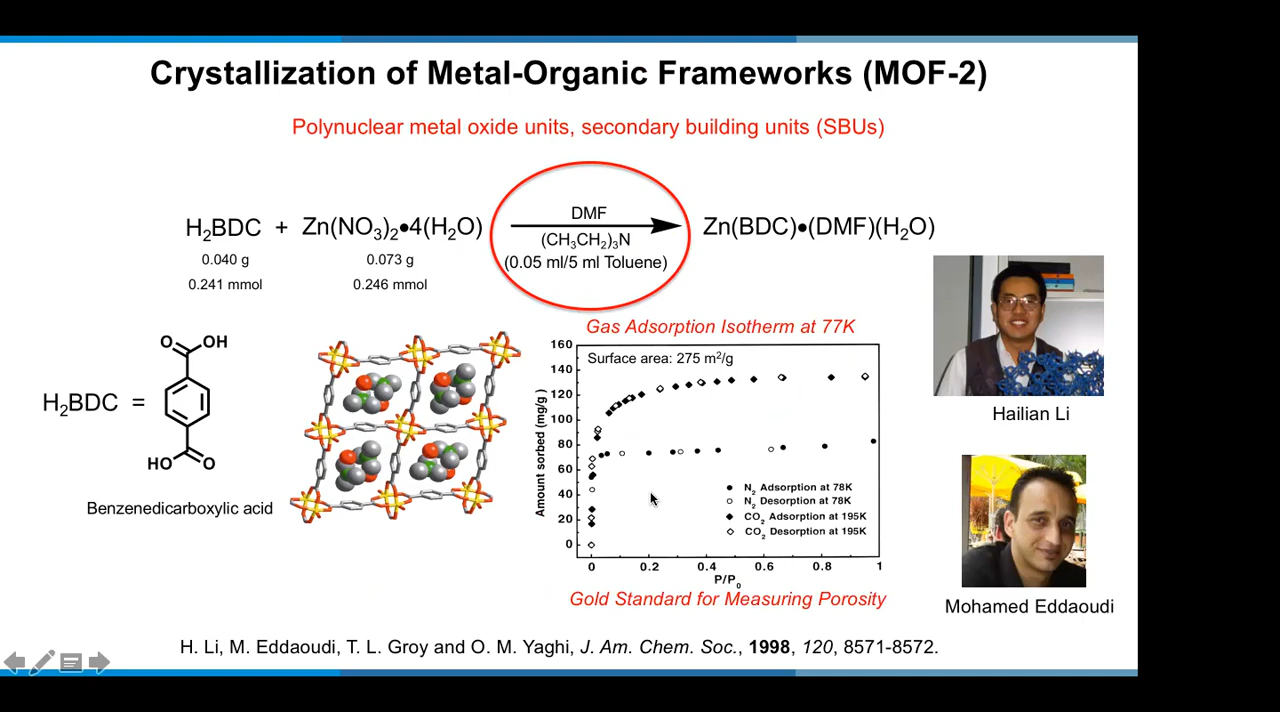 Crystallization of Metal-Organic Frameworks (MOF-2)
Polynuclear metal oxide units, secondary building units (SBUs)
H₂BDC + Zn(NO₃)₂•4(H₂O)
DMF
(CH₃CH₂)₃N
(0.05 ml/5 ml Toluene)
Zn(BDC)•(DMF)(H₂O)
0.040 g
0.073 g
0.241 mmol
0.246 mmol
H₂BDC =
O
OH
HO
O
Benzenedicarboxylic acid
Gas Adsorption Isotherm at 77K
Surface area: 275 m²/g
Amount sorbed (mg/g)
160
140
120
100
80
60
40
20
0
N₂ Adsorption at 78K
N₂ Desorption at 78K
CO₂ Adsorption at 195K
CO₂ Desorption at 195K
0 0.2 0.4 0.6 0.8 1
P/P₀
Gold Standard for Measuring Porosity
Hailian Li
Mohamed Eddaoudi
H. Li, M. Eddaoudi, T. L. Groy and O. M. Yaghi, J. Am. Chem. Soc., 1998, 120, 8571-8572.